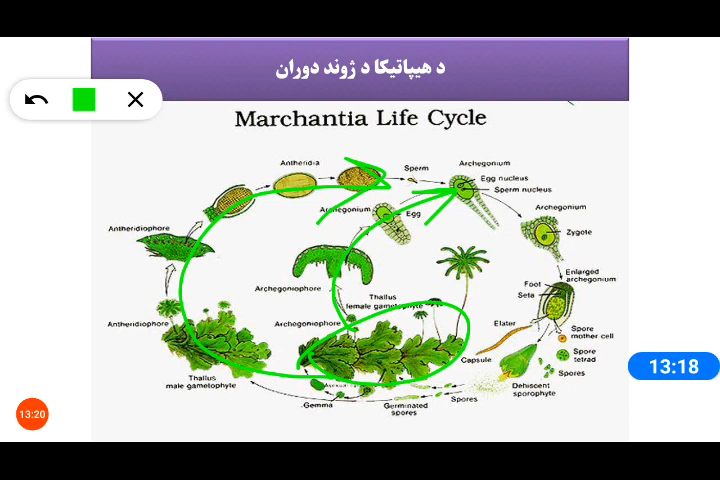 د هیپاتیکا د ژوند دوران
Marchantia Life Cycle
Antheridia
Sperm
Archegonium
Egg nucleus
Sperm nucleus
Archegonium
Egg
Archegonium
Zygote
Antheridiophore
Enlarged
archegonium
Foot
Seta
Archegoniophore
Thallus
female gametophyte
Antheridiophore
Archegoniophore
Elater
Spore
mother cell
Capsule
Spore
tetrad
Spores
Thallus
male gametophyte
Dehiscent
sporophyte
Gemma
Germinated
spores
Spores
13:18
13:20